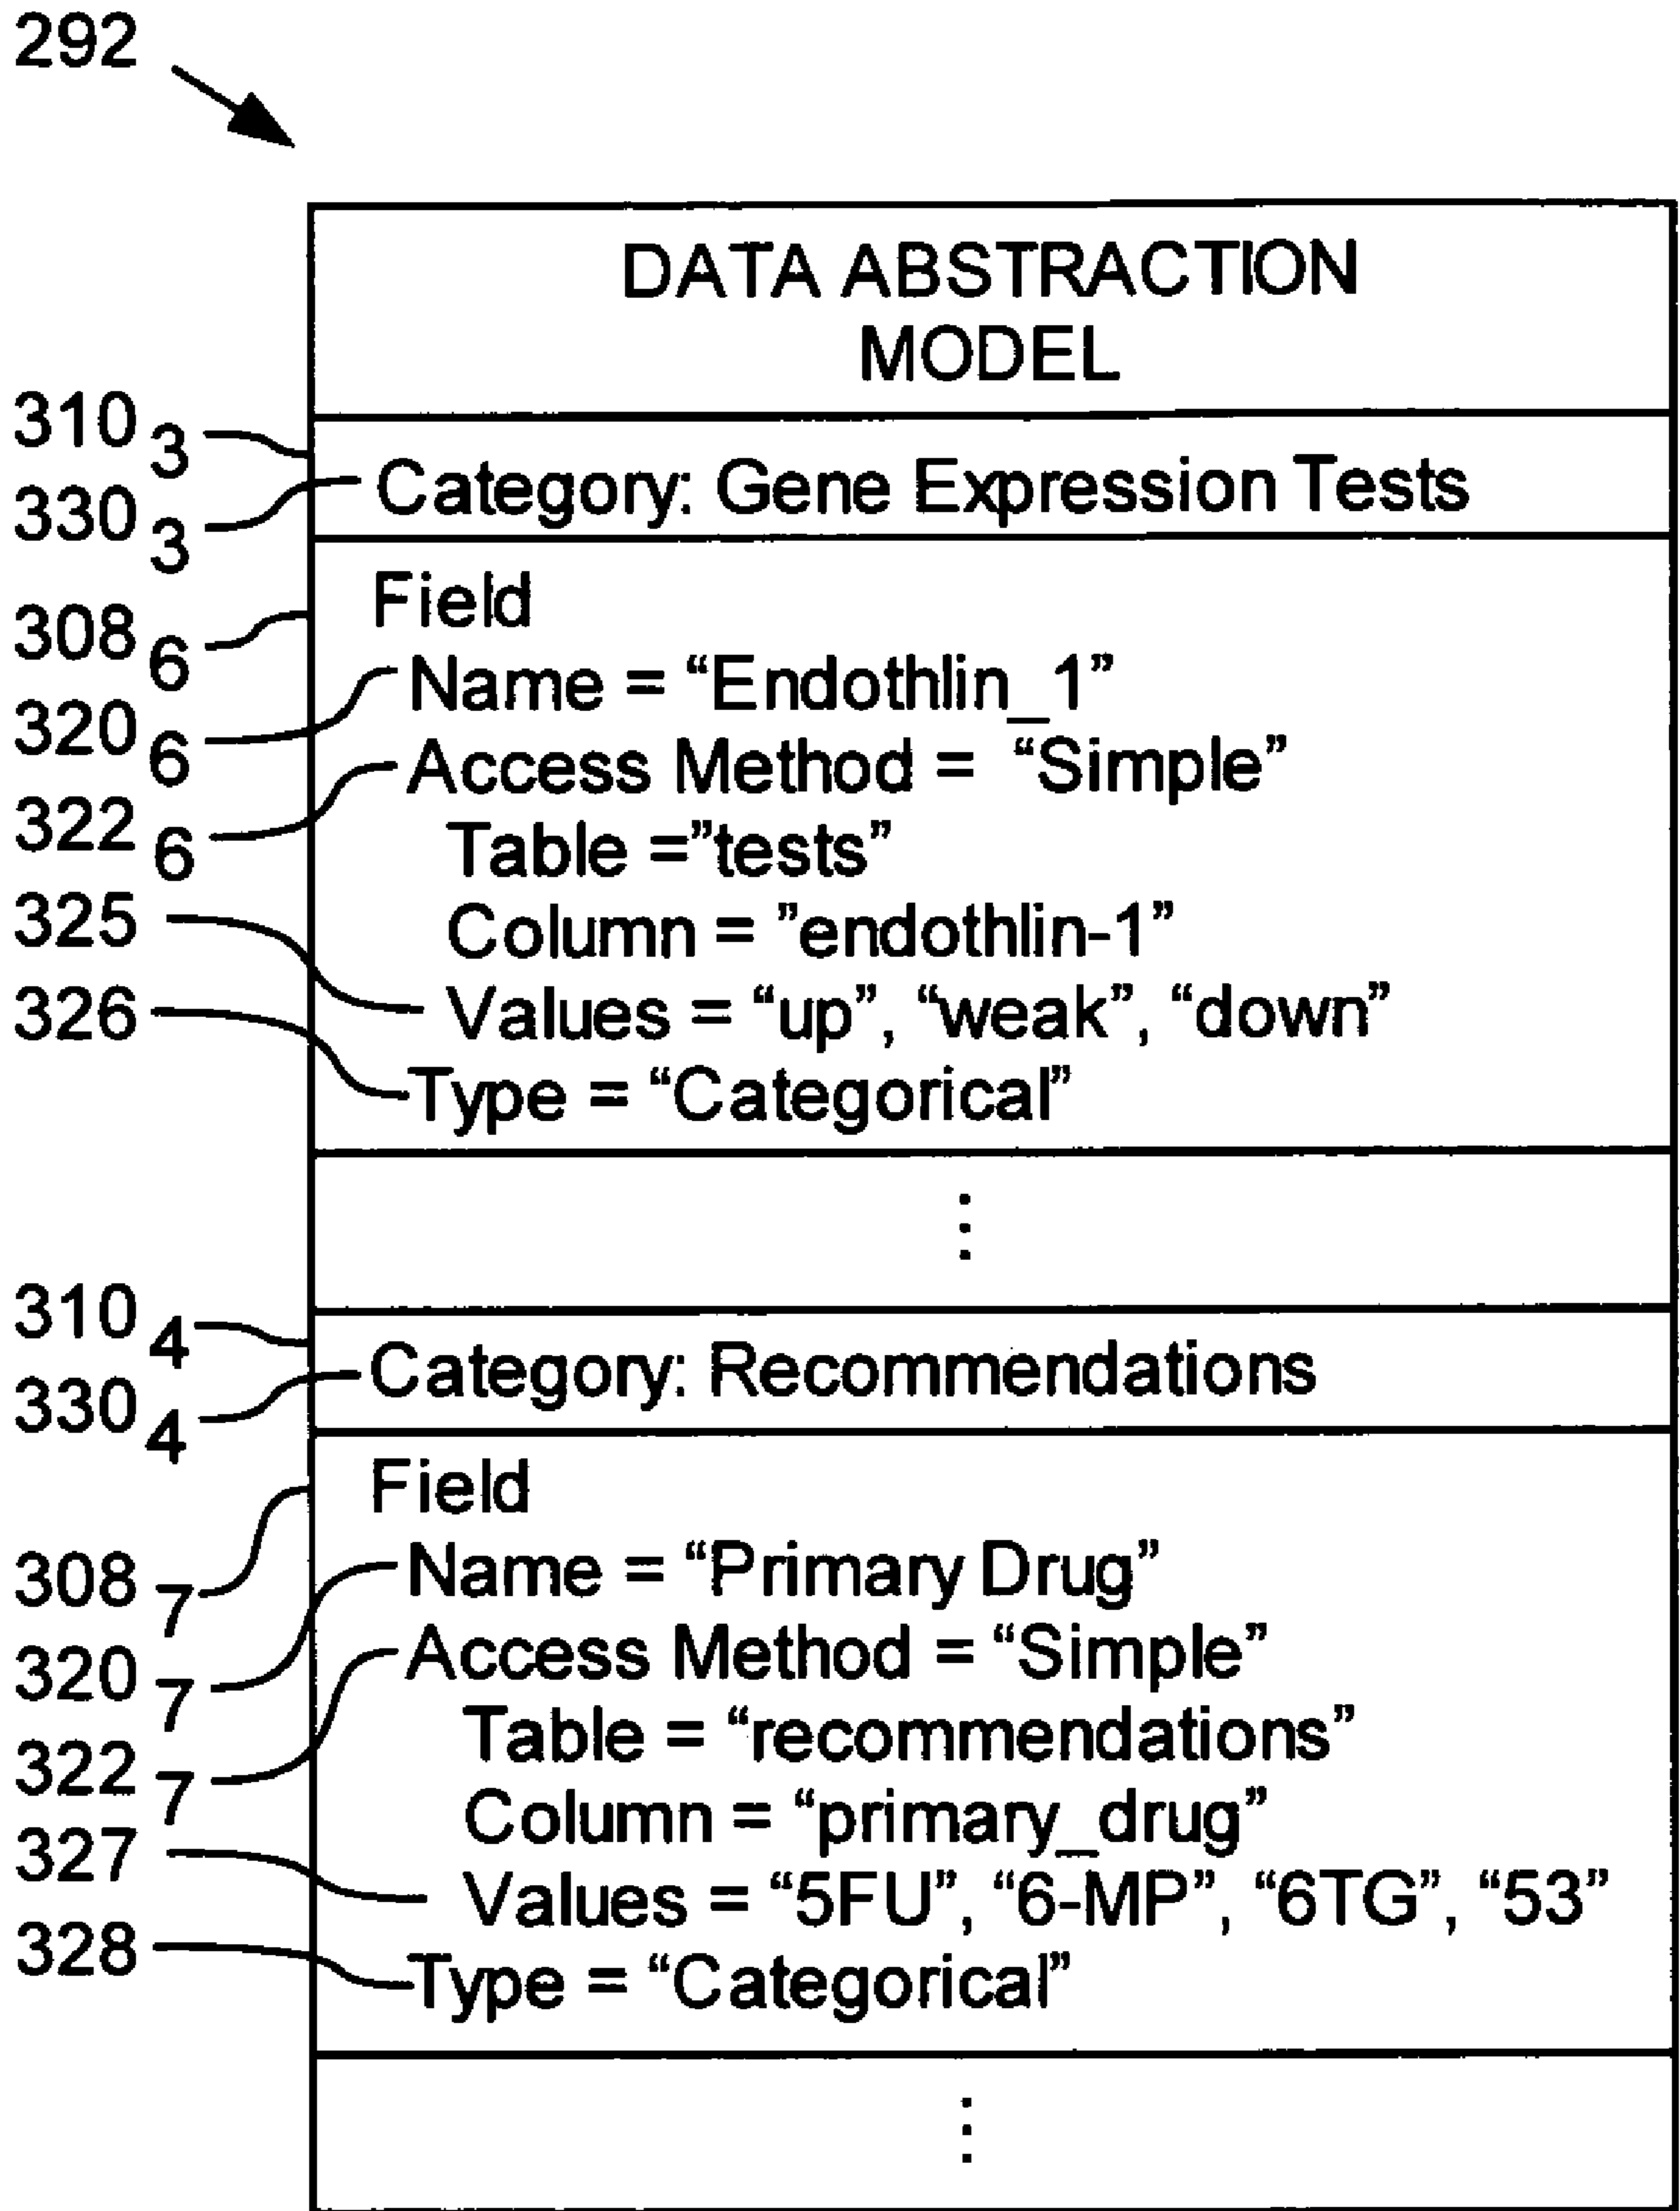 292
DATA ABSTRACTION
MODEL
310 3
330 3
Category: Gene Expression Tests
308 6
Field
320 6
Name = “Endothlin_1”
322 6
Access Method = “Simple”
Table =”tests”
Column = ”endothlin-1”
325
Values = “up”, “weak”, “down”
326
Type = “Categorical”
310 4
330 4
Category: Recommendations
308 7
Field
320 7
Name = “Primary Drug”
322 7
Access Method = “Simple”
Table = “recommendations”
Column = “primary_drug”
327
Values = “5FU”, “6-MP”, “6TG”, “53”
328
Type = “Categorical”